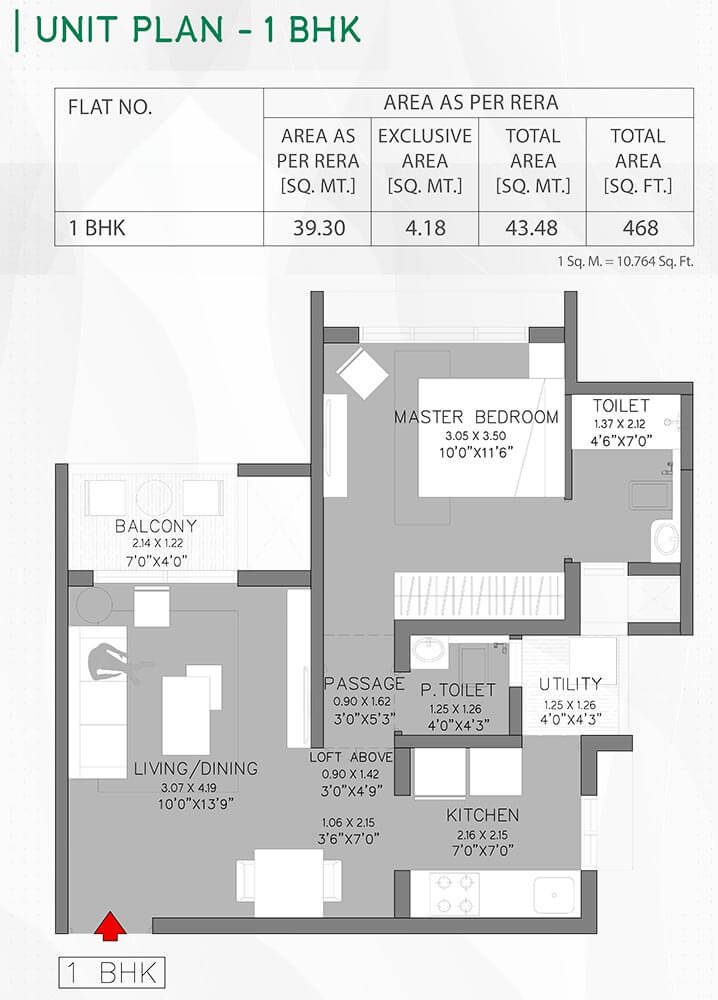 UNIT PLAN - 1 BHK
FLAT NO.
AREA AS PER RERA
AREA AS PER RERA [SQ. MT.]
EXCLUSIVE AREA [SQ. MT.]
TOTAL AREA [SQ. MT.]
TOTAL AREA [SQ. FT.]
1 BHK 39.30 4.18 43.48 468
1 Sq. M. = 10.764 Sq. Ft.
MASTER BEDROOM
3.05 X 3.50
10'0"X11'6"
TOILET
1.37 X 2.12
4'6"X7'0"
BALCONY
2.14 X 1.22
7'0"X4'0"
PASSAGE
0.90 X 1.62
3'0"X5'3"
P.TOILET
1.25 X 1.26
4'0"X4'3"
UTILITY
1.25 X 1.26
4'0"X4'3"
LIVING/DINING
3.07 X 4.19
10'0"X13'9"
LOFT ABOVE
0.90 X 1.42
3'0"X4'9"
1.06 X 2.15
3'6"X7'0"
KITCHEN
2.16 X 2.15
7'0"X7'0"
1 BHK